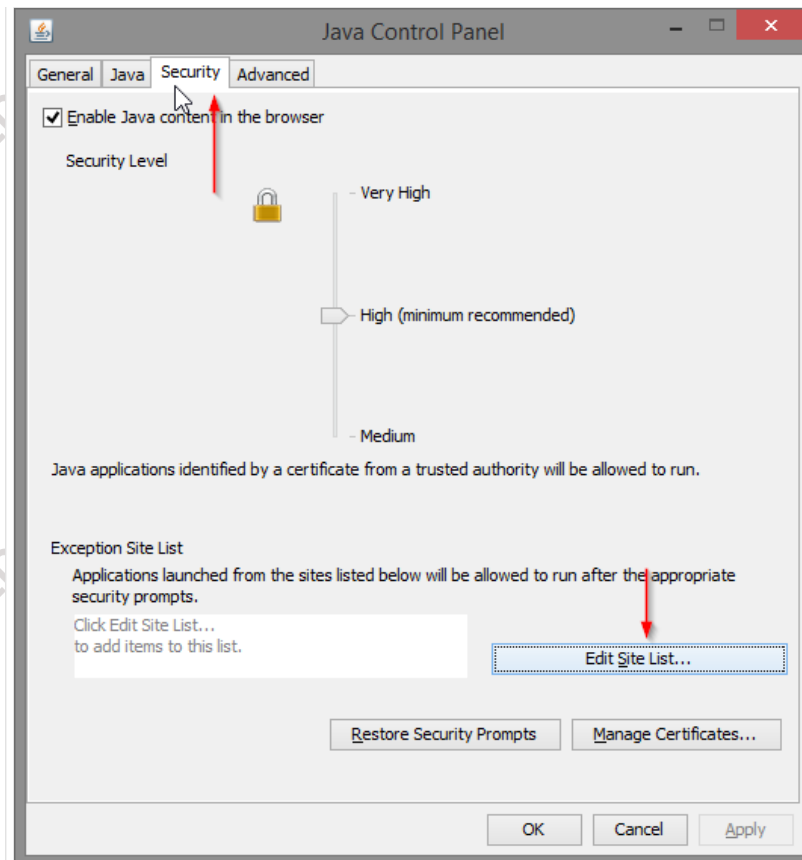 Java Control Panel
General Java Security Advanced
Enable Java content in the browser
Security Level
Very High
High (minimum recommended)
Medium
Java applications identified by a certificate from a trusted authority will be allowed to run.
Exception Site List
Applications launched from the sites listed below will be allowed to run after the appropriate
security prompts.
Click Edit Site List...
to add items to this list.
Edit Site List...
Restore Security Prompts Manage Certificates...
OK Cancel Apply